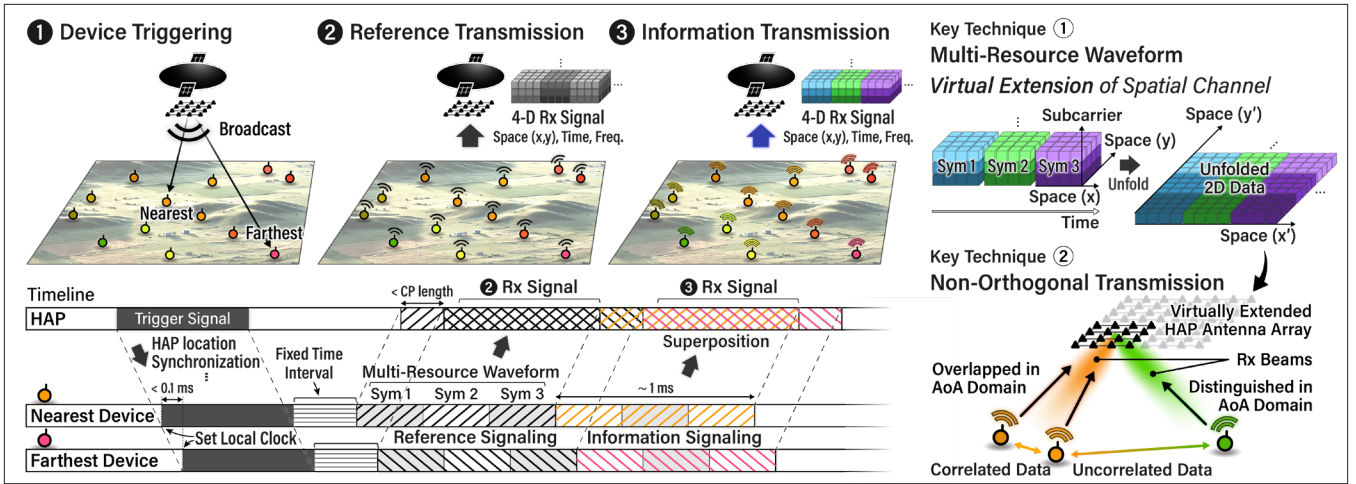 1 Device Triggering
Broadcast
Nearest
Farthest
2 Reference Transmission
4-D Rx Signal
Space (x,y), Time, Freq.
3 Information Transmission
4-D Rx Signal
Space (x,y), Time, Freq.
Timeline
HAP
Trigger Signal
< CP length
2 Rx Signal
3 Rx Signal
HAP location
Synchronization
Fixed Time
Interval
Multi-Resource Waveform
Sym 1
Sym 2
Sym 3
Superposition
~ 1 ms
< 0.1 ms
Nearest Device
Set Local Clock
Reference Signaling
Information Signaling
Farthest Device
Key Technique 1
Multi-Resource Waveform
Virtual Extension of Spatial Channel
Subcarrier
Space (y)
Sym 1
Sym 2
Sym 3
Space (x)
Time
Unfold
Space (y')
Unfolded
2D Data
Space (x')
Key Technique 2
Non-Orthogonal Transmission
Virtually Extended
HAP Antenna Array
Rx Beams
Overlapped in
AoA Domain
Distinguished in
AoA Domain
Correlated Data
Uncorrelated Data